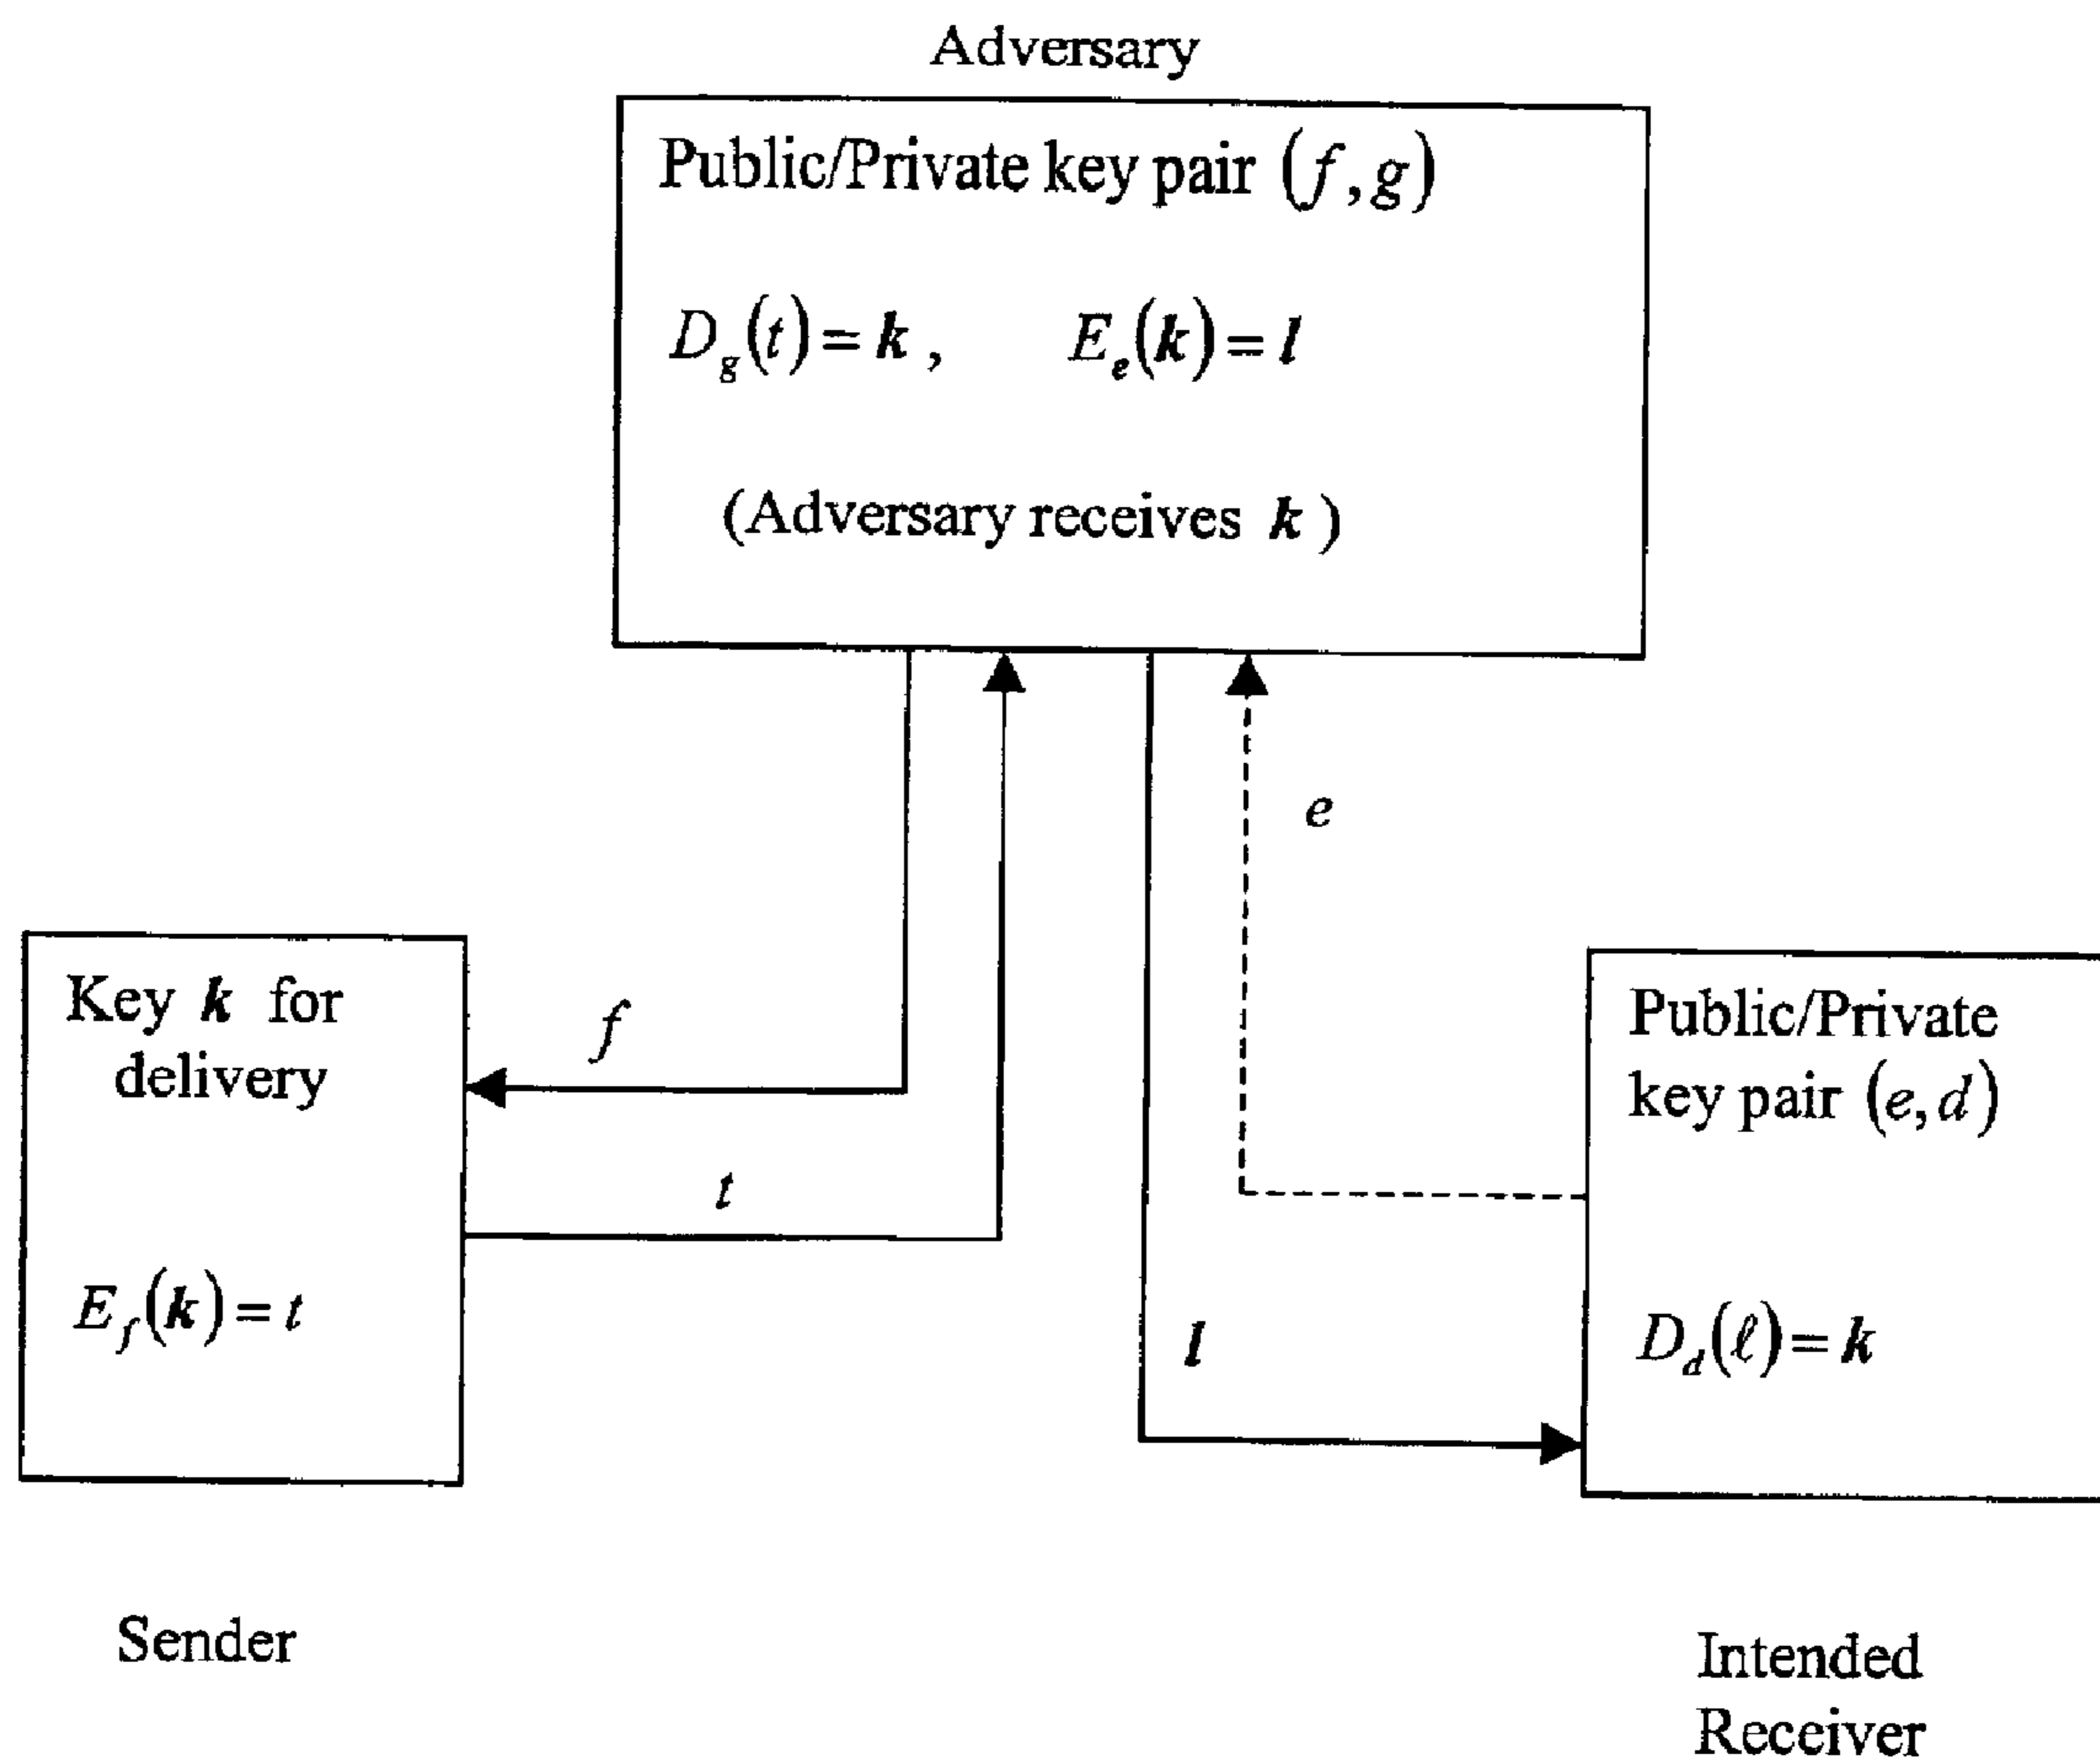 Adversary
Public/Private key pair (f,g)
D_g(t)=k, E_e(k)=l
(Adversary receives k)
e
Key k for
delivery
f
t
E_f(k)=t
Public/Private
key pair (e,d)
l
D_d(ℓ)=k
Sender
Intended
Receiver